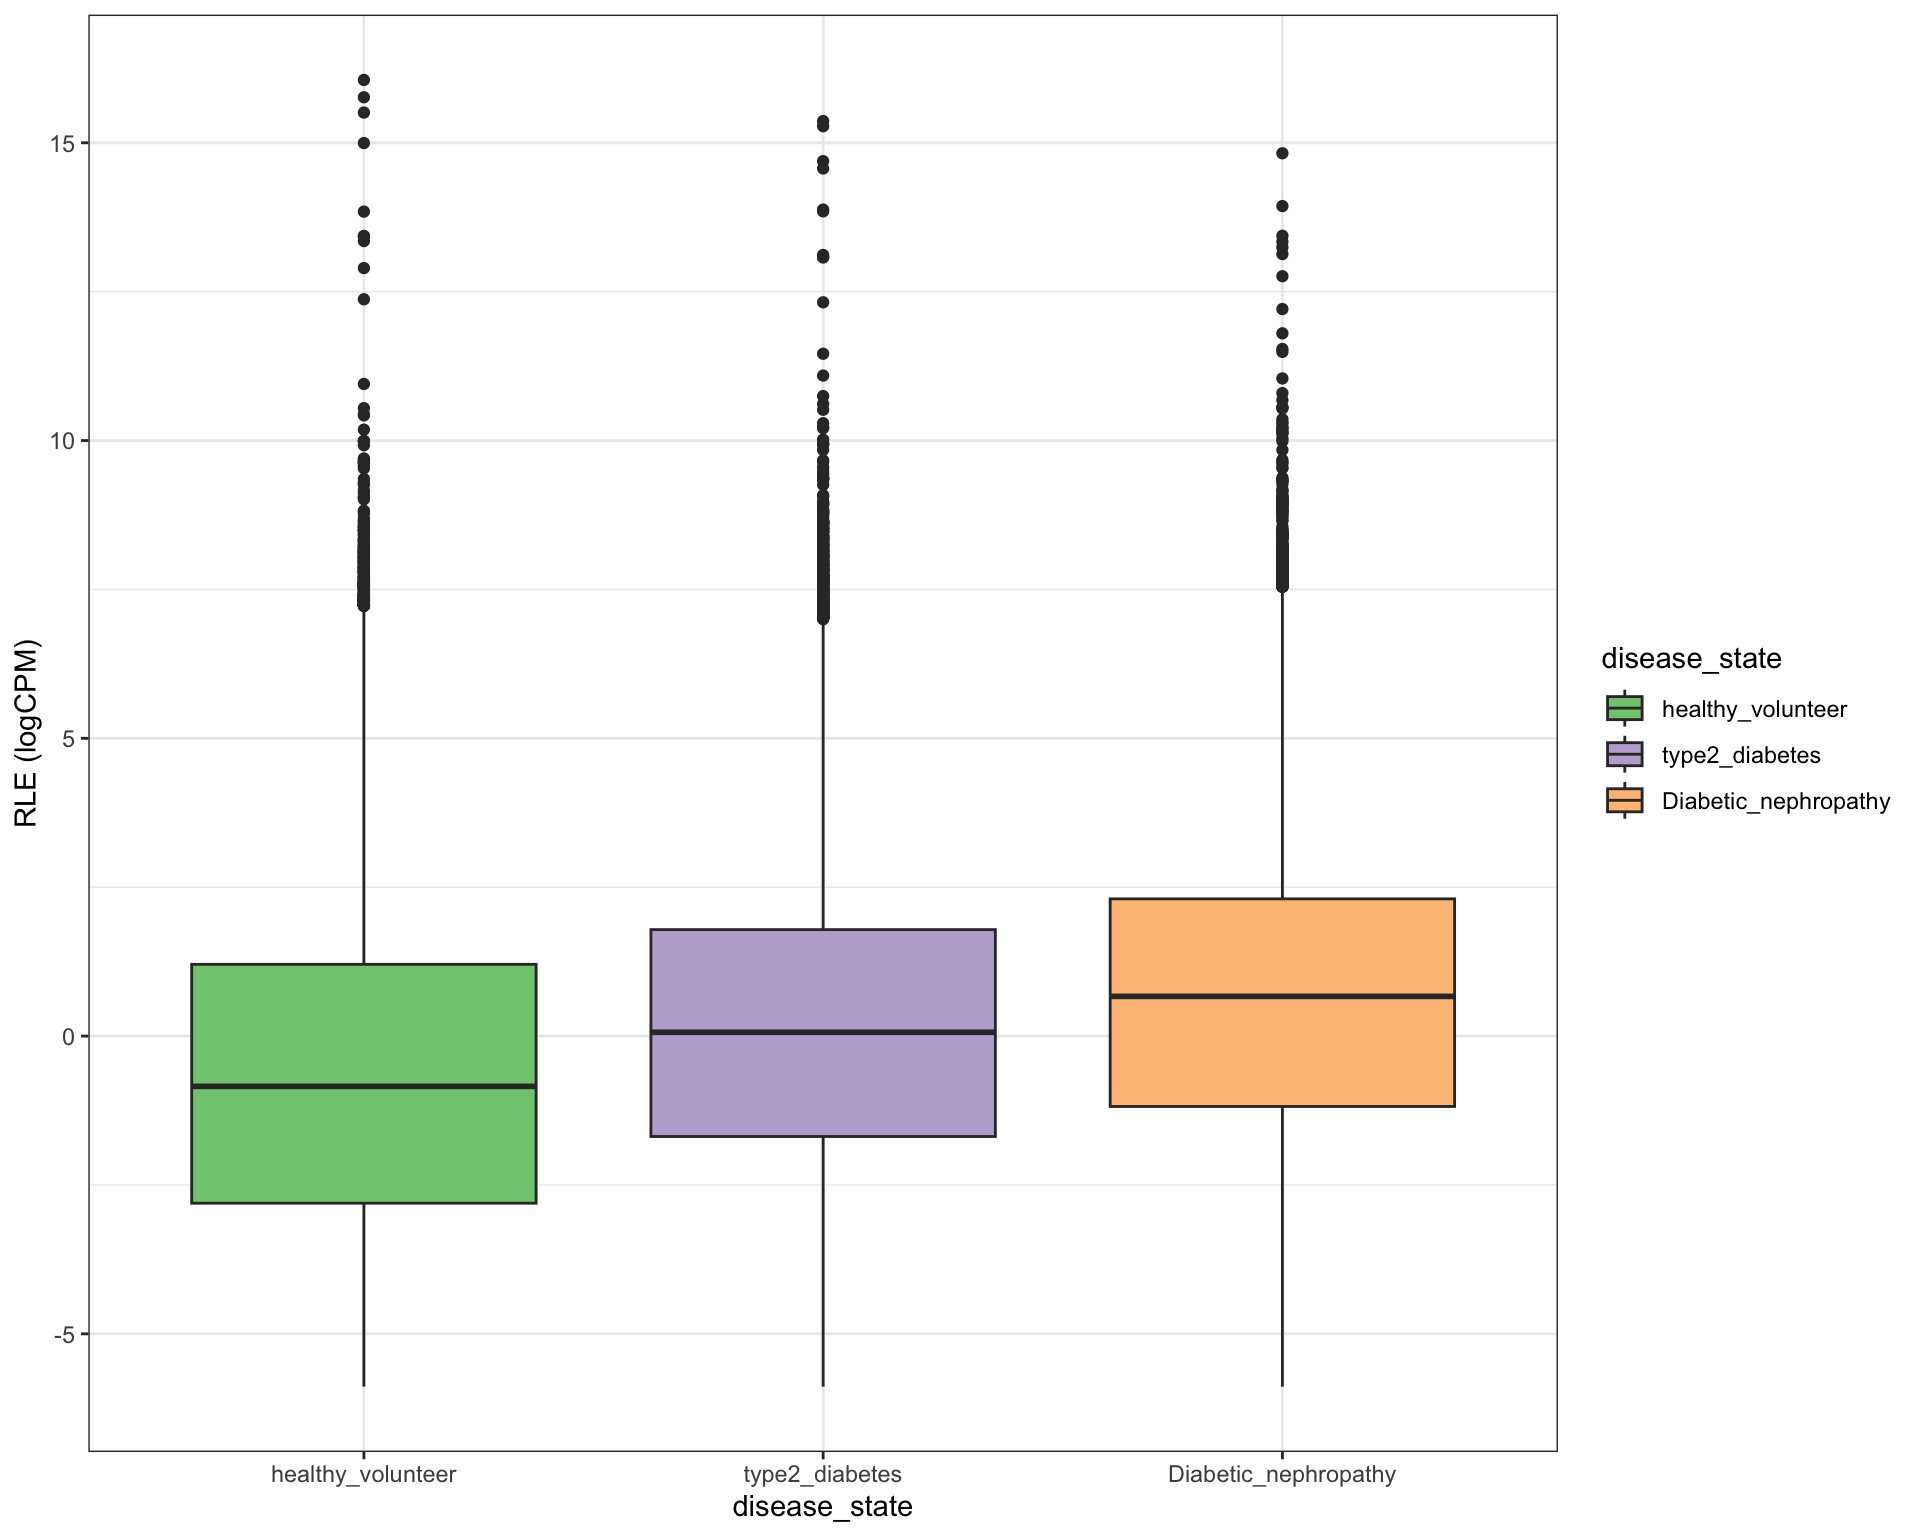 15
10
5
0
-5
RLE (logCPM)
healthy_volunteer
type2_diabetes
Diabetic_nephropathy
disease_state
disease_state
healthy_volunteer
type2_diabetes
Diabetic_nephropathy